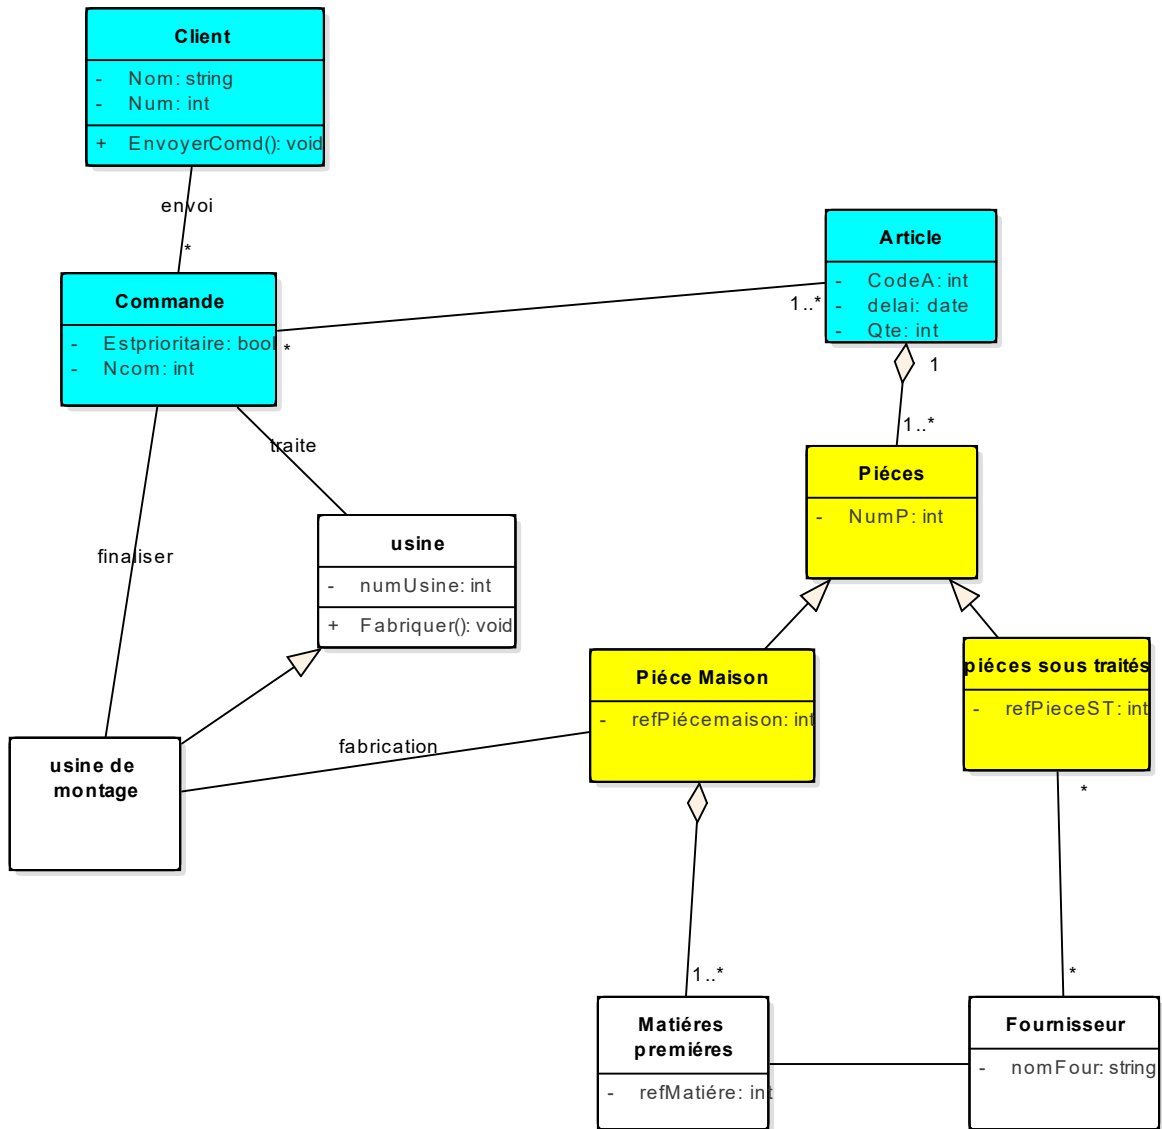 Client
- Nom: string
- Num: int
+ EnvoyerComd(): void
envoi
*
Article
- CodeA: int
- delai: date
- Qte: int
Commande
- Estprioritaire: bool
- Ncom: int
1..*
*
1
1..*
traite
Piéces
- NumP: int
usine
- numUsine: int
+ Fabriquer(): void
finaliser
Piéce Maison
- refPiécemaison: int
piéces sous traités
- refPieceST: int
fabrication
usine de
montage
*
1..*
*
Matiéres
premiéres
- refMatiére: int
Fournisseur
- nomFour: string